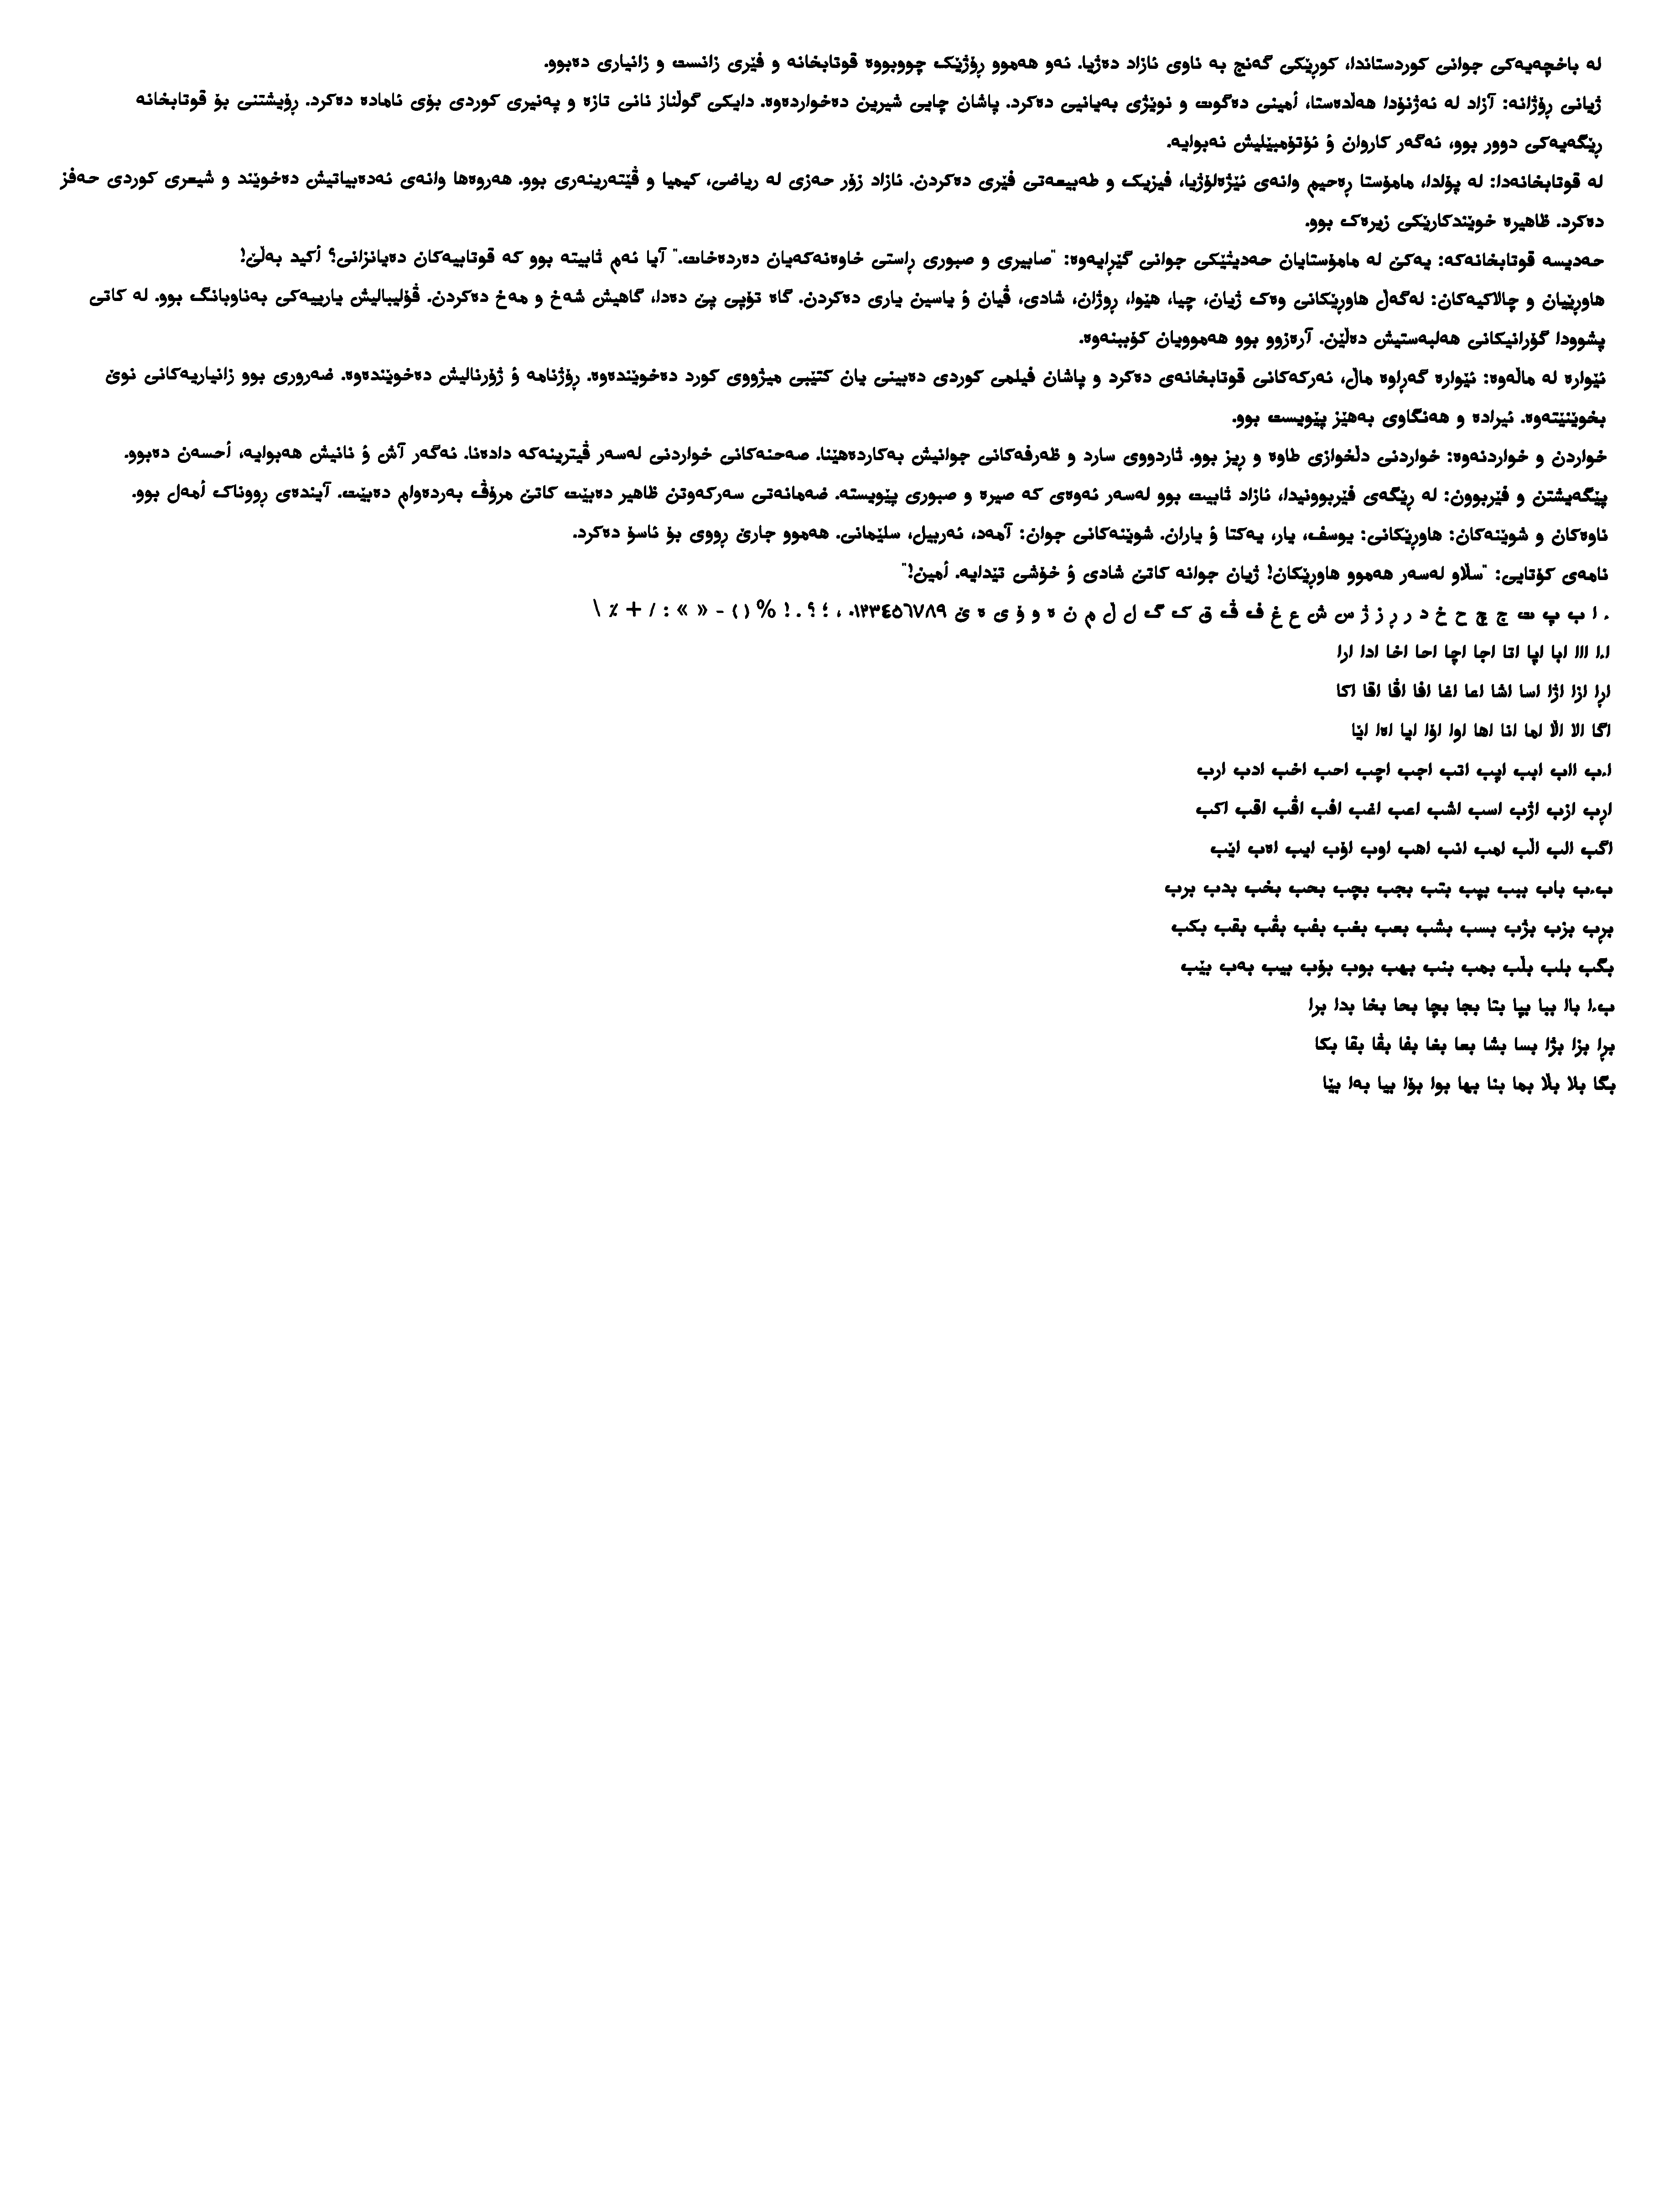 لە باخچەیەکی جوانی کوردستاندا، کوڕێکی گەنج بە ناوی ئازاد دەژیا. ئەو هەموو ڕۆژێک چووبووە قوتابخانە و فێری زانست و زانیاری دەبوو.
ژیانی ڕۆژانە: آزاد لە ئەژنۆدا هەڵدەستا، أمینی دەگوت و نوێژی بەیانیی دەکرد. پاشان چایی شیرین دەخواردەوە. دایکی گوڵناز نانی تازە و پەنیری کوردی بۆی ئامادە دەکرد. ڕۆیشتنی بۆ قوتابخانە
ڕێگەیەکی دوور بوو، ئەگەر کاروان ؤ ئۆتۆمبێلیش نەبوایە.
لە قوتابخانەدا: لە پۆلدا، مامۆستا ڕەحیم وانەی ئێژەلۆژیا، فیزیک و طەبیعەتی فێری دەکردن. ئازاد زۆر حەزی لە ریاضی، کیمیا و ڤێتەرینەری بوو. هەروەها وانەی ئەدەبیاتیش دەخوێند و شیعری کوردی حەفز
دەکرد. ظاهیرە خوێندکارێکی زیرەک بوو.
حەدیسە قوتابخانەکە: یەکێ لە مامۆستایان حەدیثێکی جوانی گێڕایەوە: "صابیری و صبوری ڕاستی خاوەنەکەیان دەردەخات." آیا ئەم ثابیتە بوو کە قوتابیەکان دەیانزانی؟ أکید بەڵێ!
هاوڕێیان و چالاکیەکان: لەگەڵ هاوڕێکانی وەک ژیان، چیا، هێوا، ڕوژان، شادی، ڤیان ؤ یاسین یاری دەکردن. گاە تۆپی پێ دەدا، گاهیش شەخ و مەخ دەکردن. ڤۆلیبالیش یارییەکی بەناوبانگ بوو. لە کاتی
پشوودا گۆرانیکانی هەلبەستیش دەڵێن. آرەزوو بوو هەموویان کۆببنەوە.
ئێوارە لە ماڵەوە: ئێوارە گەڕاوە ماڵ، ئەرکەکانی قوتابخانەی دەکرد و پاشان فیلمی کوردی دەبینی یان کتێبی میژووی کورد دەخوێندەوە. ڕۆژنامە ؤ ژۆرنالیش دەخوێندەوە. ضەروری بوو زانیاریەکانی نوێ
بخوێنێتەوە. ئیرادە و هەنگاوی بەهێز پێویست بوو.
خواردن و خواردنەوە: خواردنی دڵخوازی طاوە و ڕیز بوو. ثاردووی سارد و ظەرفەکانی جوانیش بەکاردەهێنا. صەحنەکانی خواردنی لەسەر ڤیترینەکە دادەنا. ئەگەر آش ؤ نانیش هەبوایە، أحسەن دەبوو.
پێگەیشتن و فێربوون: لە ڕێگەی فێربوونیدا، ئازاد ثابیت بوو لەسەر ئەوەی کە صیرە و صبوری پێویستە. ضەمانەتی سەرکەوتن ظاهیر دەبێت کاتێ مرۆڤ بەردەوام دەبێت. آیندەی ڕووناک أمەل بوو.
ناوەکان و شوێنەکان: هاوڕێکانی: یوسف، یار، یەکتا ؤ یاران. شوێنەکانی جوان: آمەد، ئەربیل، سلێمانی. هەموو جارێ ڕووی بۆ ئاسۆ دەکرد.
نامەی کۆتایی: "سڵاو لەسەر هەموو هاوڕێکان! ژیان جوانە کاتێ شادی ؤ خۆشی تێدایە. أمین!"
ء ا ب پ ت ج چ ح خ د ر ڕ ز ژ س ش ع غ ف ڤ ق ک گ ل ڵ م ن ە و ۆ ی ە ێ ٠١٢٣٤٥٦٧٨٩ ، ؛ ؟ . ! % ( ) - « » : / + ٪ \
اءا ااا ابا اپا اتا اجا اچا احا اخا ادا ارا
اڕا ازا اژا اسا اشا اعا اغا افا اڤا اقا اکا
اگا الا اڵا اما انا اها اوا اۆا ایا اەا اێا
اءب ااب ابب اپب اتب اجب اچب احب اخب ادب ارب
اڕب ازب اژب اسب اشب اعب اغب افب اڤب اقب اکب
اگب الب اڵب امب انب اهب اوب اۆب ایب اەب اێب
بءب باب ببب بپب بتب بجب بچب بحب بخب بدب برب
بڕب بزب بژب بسب بشب بعب بغب بفب بڤب بقب بکب
بگب بلب بڵب بمب بنب بهب بوب بۆب بیب بەب بێب
بءا باا ببا بپا بتا بجا بچا بحا بخا بدا برا
بڕا بزا بژا بسا بشا بعا بغا بفا بڤا بقا بکا
بگا بلا بڵا بما بنا بها بوا بۆا بیا بەا بێا